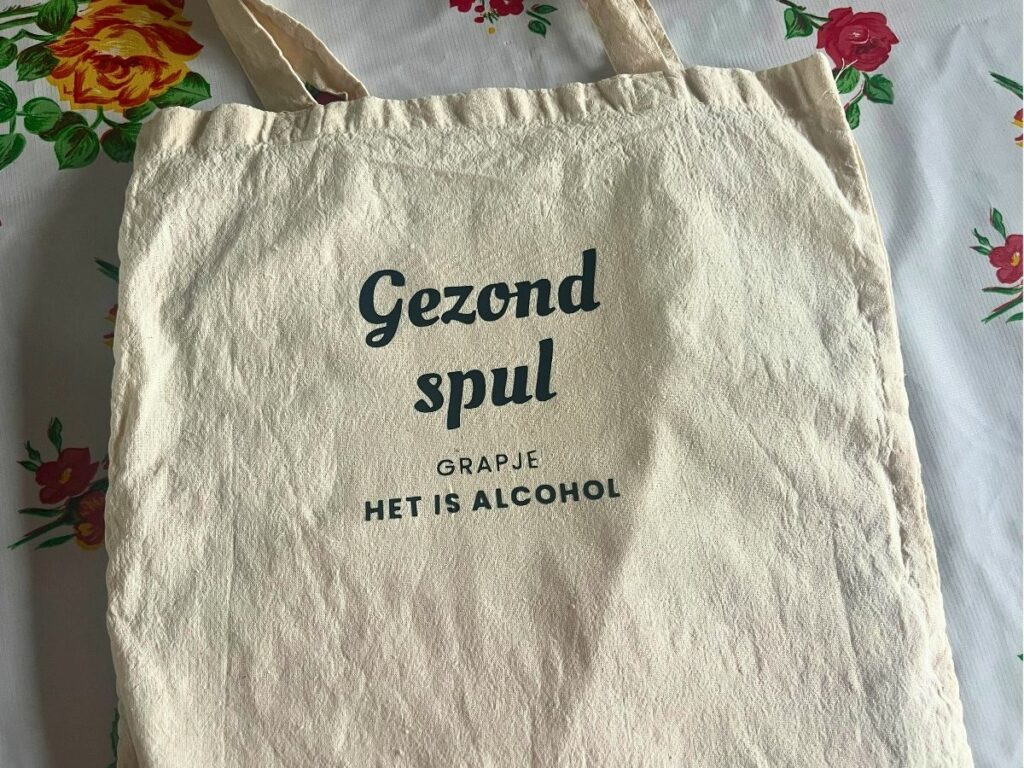 Gezond
spul
GRAPJE
HET IS ALCOHOL